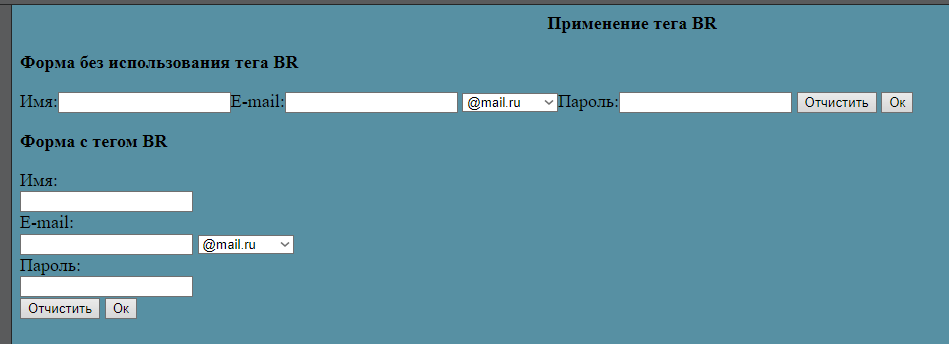 Применение тега BR
Форма без использования тега BR
Имя: E-mail: @mail.ru Пароль: Отчистить Ок
Форма с тегом BR
Имя:
E-mail:
@mail.ru
Пароль:
Отчистить Ок